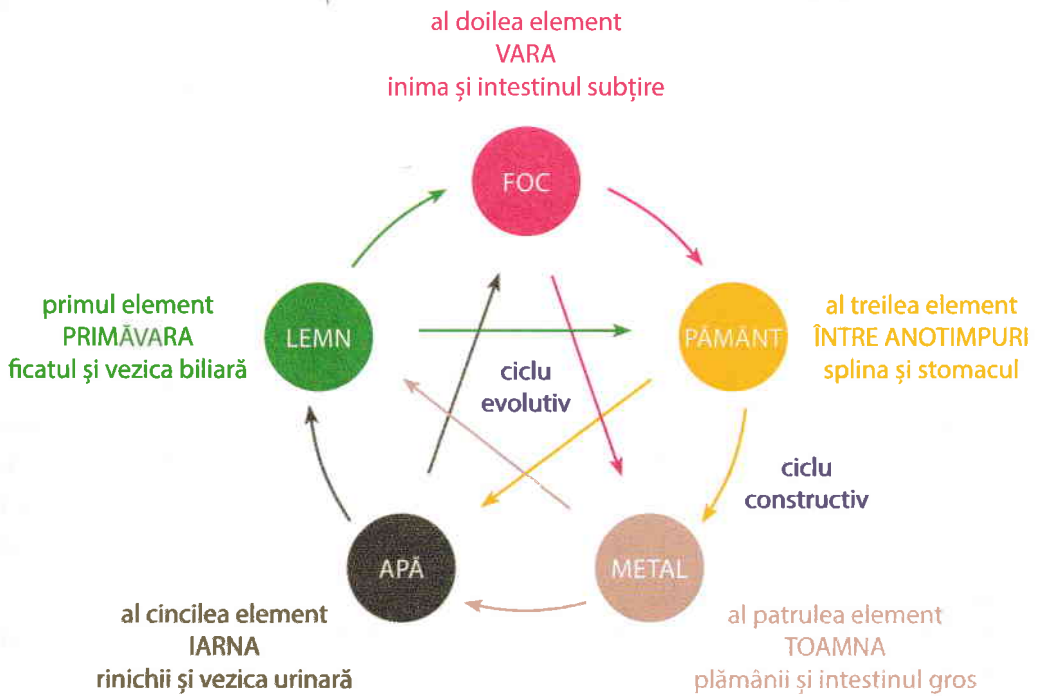 al doilea element
VARA
inima și intestinul subțire
FOC
primul element
PRIMĂVARA
ficatul și vezica biliară
LEMN
PĂMÂNT
al treilea element
ÎNTRE ANOTIMPURI
splina și stomacul
ciclu
evolutiv
ciclu
constructiv
APĂ
METAL
al cincilea element
IARNA
rinichii și vezica urinară
al patrulea element
TOAMNA
plămânii și intestinul gros